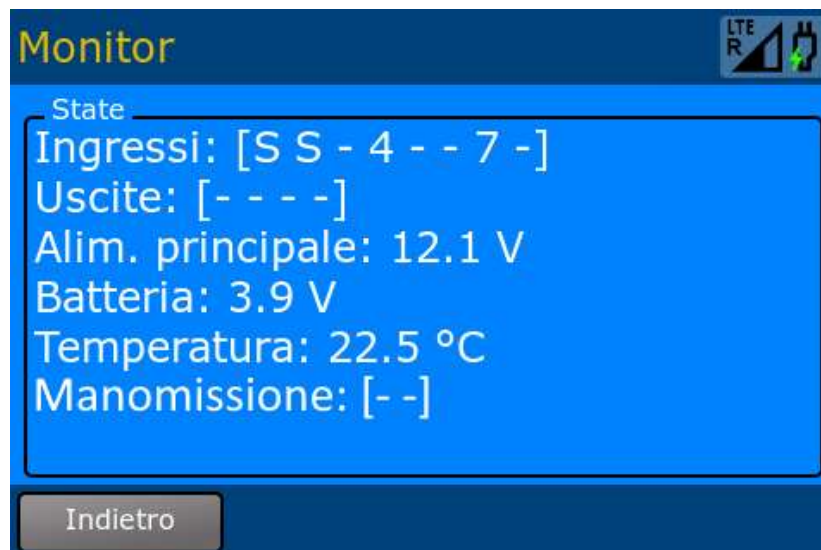 Monitor
LTE
R
State
Ingressi: [S S - 4 - - 7 -]
Uscite: [- - - -]
Alim. principale: 12.1 V
Batteria: 3.9 V
Temperatura: 22.5 °C
Manomissione: [- -]
Indietro